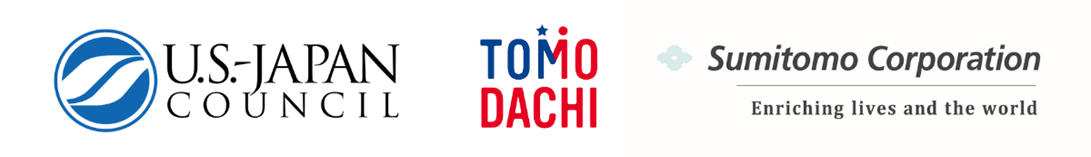 U.S.-JAPAN
COUNCIL
TOMO
DACHI
Sumitomo Corporation
Enriching lives and the world